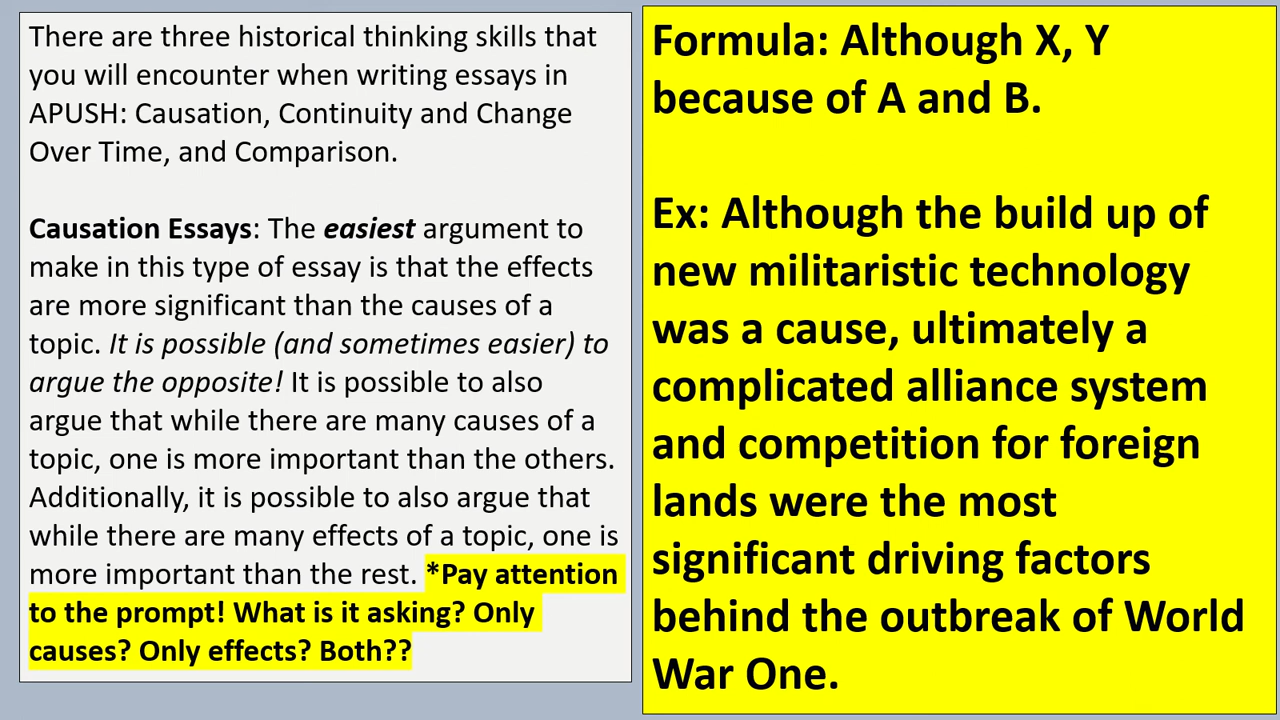 There are three historical thinking skills that
you will encounter when writing essays in
APUSH: Causation, Continuity and Change
Over Time, and Comparison.
Causation Essays: The easiest argument to
make in this type of essay is that the effects
are more significant than the causes of a
topic. It is possible (and sometimes easier) to
argue the opposite! It is possible to also
argue that while there are many causes of a
topic, one is more important than the others.
Additionally, it is possible to also argue that
while there are many effects of a topic, one is
more important than the rest. *Pay attention
to the prompt! What is it asking? Only
causes? Only effects? Both??
Formula: Although X, Y
because of A and B.
Ex: Although the build up of
new militaristic technology
was a cause, ultimately a
complicated alliance system
and competition for foreign
lands were the most
significant driving factors
behind the outbreak of World
War One.